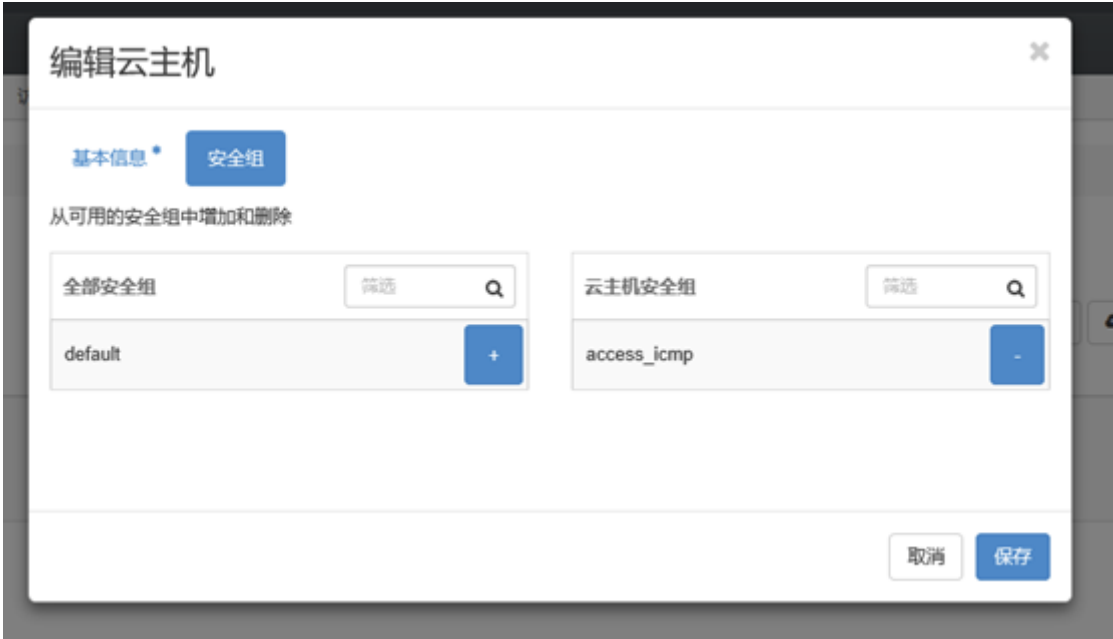 编辑云主机 ×
基本信息 * 安全组
从可用的安全组中增加和删除
全部安全组 筛选 云主机安全组 筛选
default + access_icmp -
取消 保存